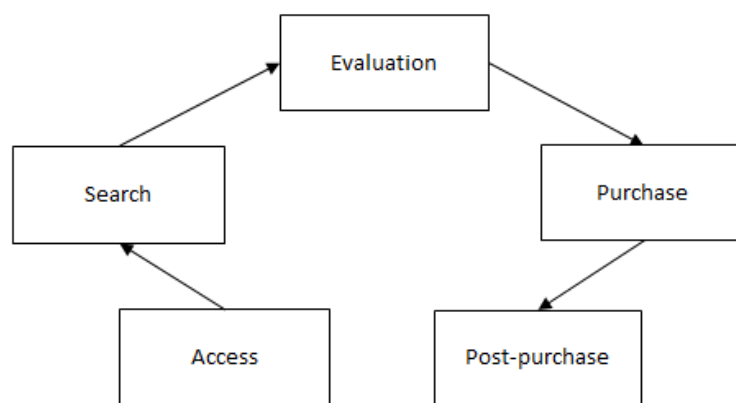 Evaluation
Search
Purchase
Access
Post-purchase